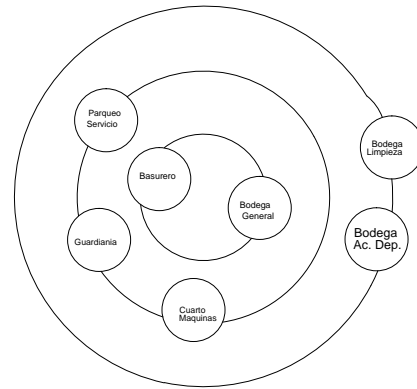 Parqueo
Servicio
Bodega
Limpieza
Basurero
Bodega
General
Guardiania
Bodega
Ac. Dep.
Cuarto
Maquinas